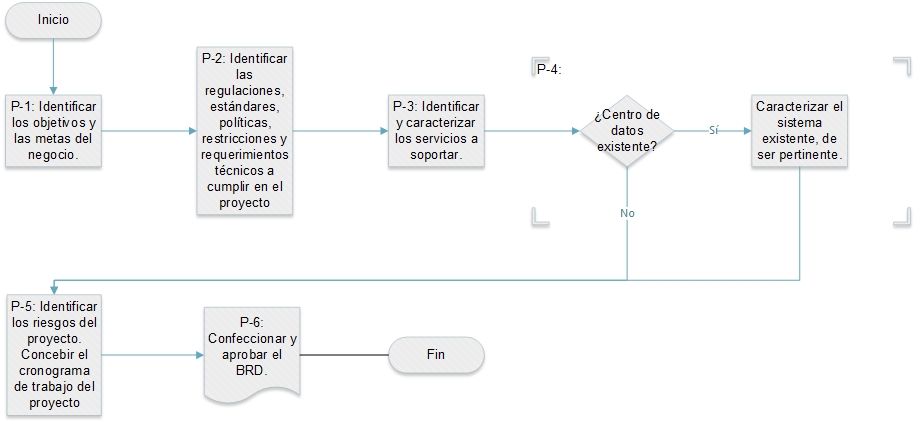 Inicio
P-1: Identificar
los objetivos y
las metas del
negocio.
P-2: Identificar
las
regulaciones,
estándares,
políticas,
restricciones y
requerimientos
técnicos a
cumplir en el
proyecto
P-3: Identificar
y caracterizar
los servicios a
soportar.
P-4:
¿Centro de
datos
existente?
Sí
No
Caracterizar el
sistema
existente, de
ser pertinente.
P-5: Identificar
los riesgos del
proyecto.
Concebir el
cronograma
de trabajo del
proyecto
P-6:
Confeccionar y
aprobar el
BRD.
Fin